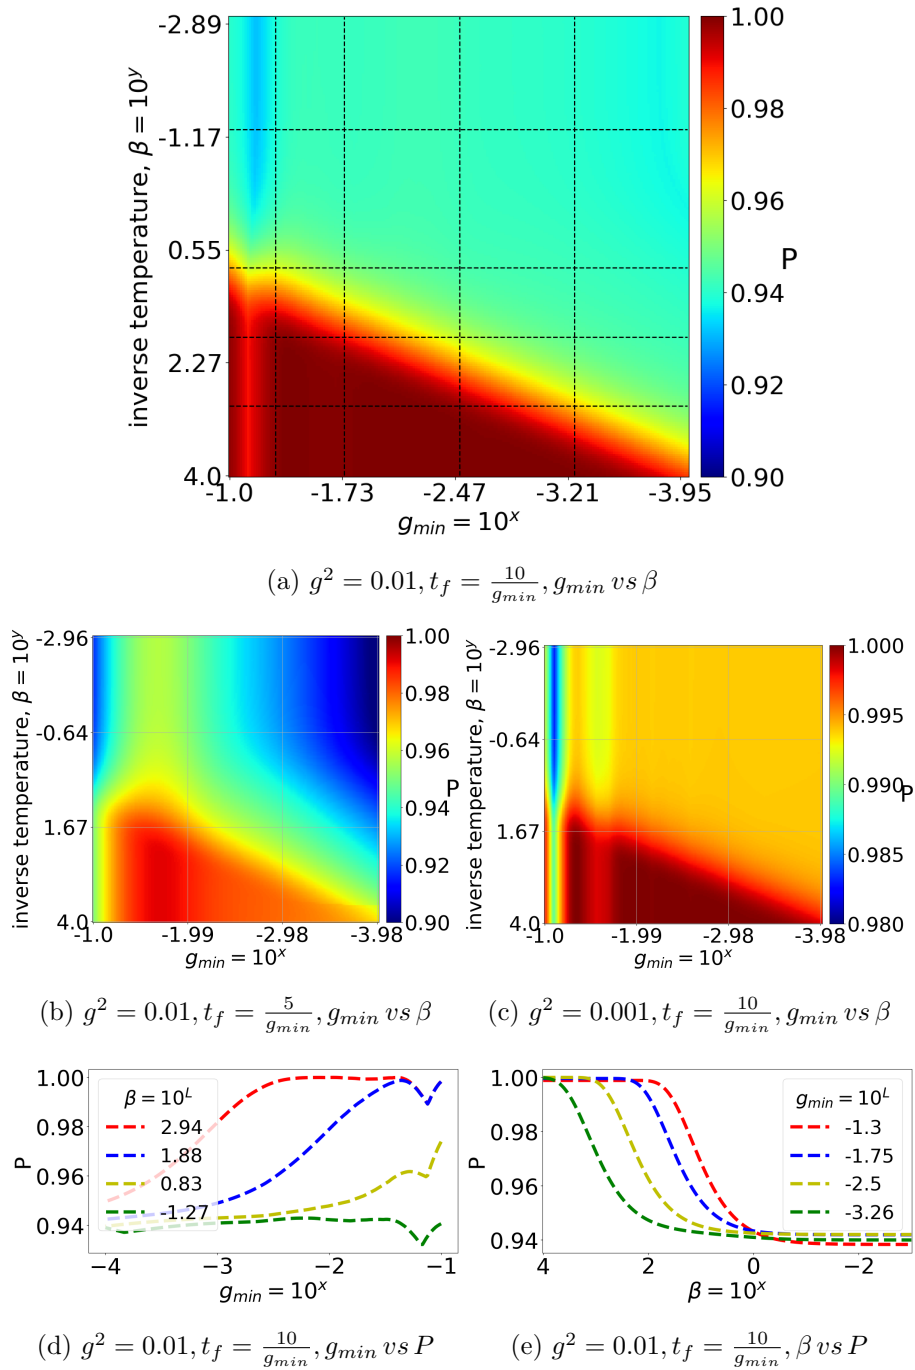 -2.89
-1.17
0.55
2.27
4.0
inverse temperature, β = 10^y
-1.0 -1.73 -2.47 -3.21 -3.95
g_min = 10^x
1.00
0.98
0.96
0.94
0.92
0.90
P
(a) g^2 = 0.01, t_f = 10/g_min, g_min vs β
-2.96
-0.64
1.67
4.0
inverse temperature, β = 10^y
-1.0 -1.99 -2.98 -3.98
g_min = 10^x
1.00
0.98
0.96
0.94
0.92
0.90
P
-2.96
-0.64
1.67
4.0
inverse temperature, β = 10^y
-1.0 -1.99 -2.98 -3.98
g_min = 10^x
1.000
0.995
0.990
0.985
0.980
P
(b) g^2 = 0.01, t_f = 5/g_min, g_min vs β
(c) g^2 = 0.001, t_f = 10/g_min, g_min vs β
1.00
0.98
0.96
0.94
P
β = 10^L
2.94
1.88
0.83
-1.27
−4 −3 −2 −1
g_min = 10^x
1.00
0.98
0.96
0.94
P
g_min = 10^L
-1.3
-1.75
-2.5
-3.26
4 2 0 −2
β = 10^x
(d) g^2 = 0.01, t_f = 10/g_min, g_min vs P
(e) g^2 = 0.01, t_f = 10/g_min, β vs P